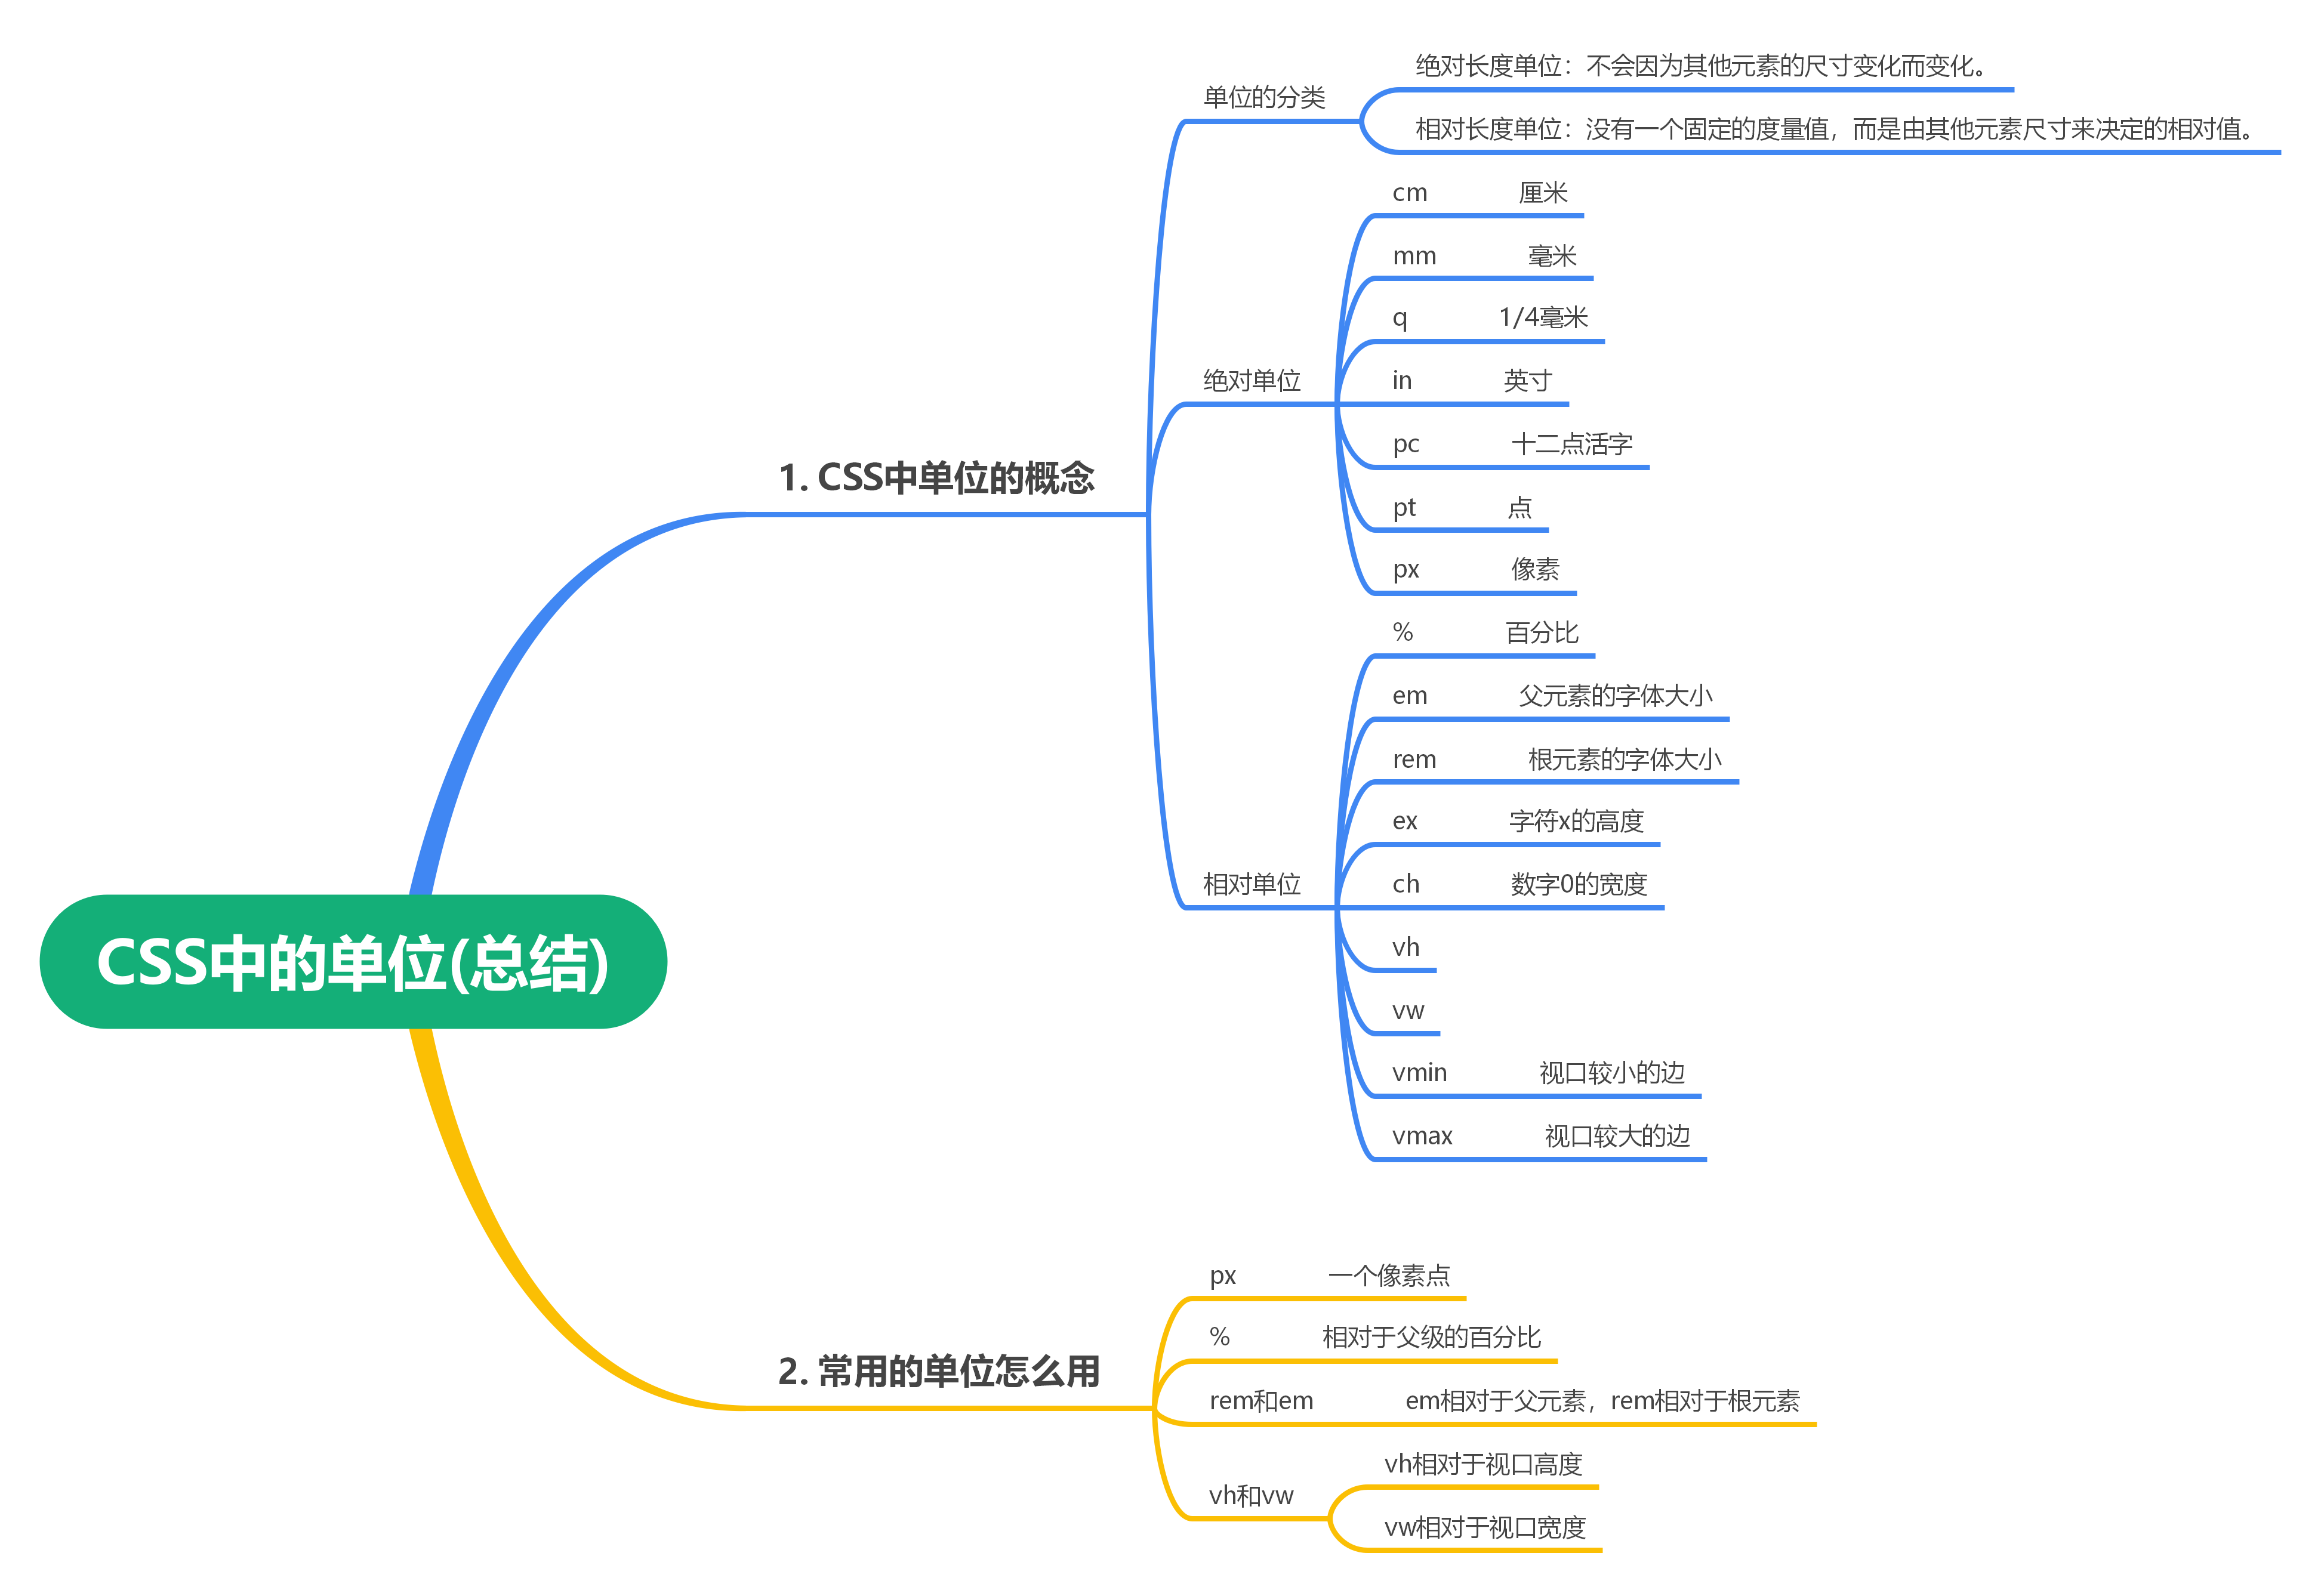 CSS中的单位(总结)
1. CSS中单位的概念
单位的分类
绝对长度单位：不会因为其他元素的尺寸变化而变化。
相对长度单位：没有一个固定的度量值，而是由其他元素尺寸来决定的相对值。
绝对单位
cm 厘米
mm 毫米
q 1/4毫米
in 英寸
pc 十二点活字
pt 点
px 像素
相对单位
% 百分比
em 父元素的字体大小
rem 根元素的字体大小
ex 字符x的高度
ch 数字0的宽度
vh
vw
vmin 视口较小的边
vmax 视口较大的边
2. 常用的单位怎么用
px 一个像素点
% 相对于父级的百分比
rem和em em相对于父元素，rem相对于根元素
vh和vw
vh相对于视口高度
vw相对于视口宽度